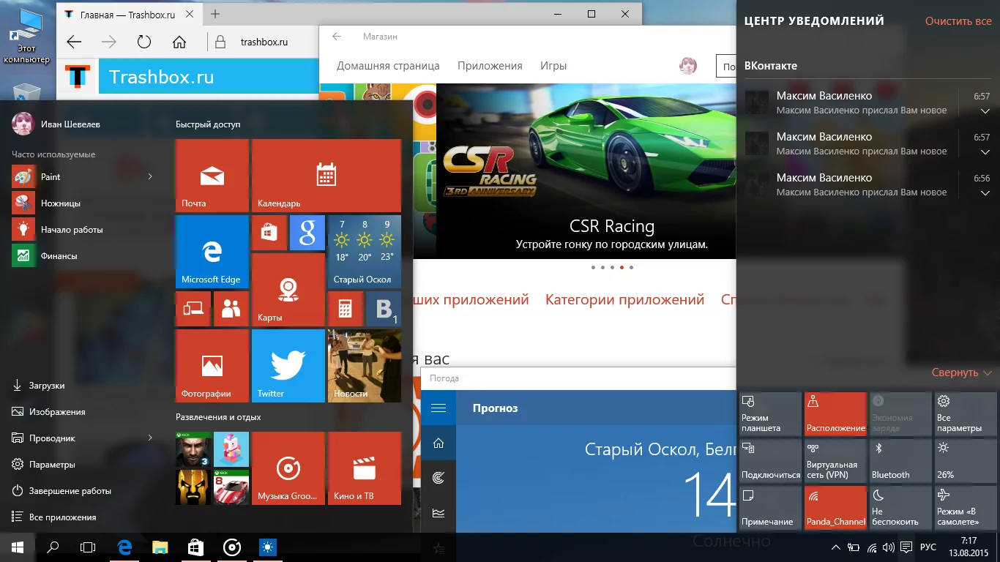 Этот
компьютер
Главная — Trashbox.ru
trashbox.ru
Trashbox.ru
Магазин
Домашняя страница
Приложения
Игры
По
CSR
RACING
3RD ANNIVERSARY
CSR Racing
Устройте гонку по городским улицам.
ших приложений
Категории приложений
Сп
я вас
Погода
Прогноз
Старый Оскол, Белг
14
Солнечно
Иван Шевелев
Часто используемые
Paint
Ножницы
Начало работы
Финансы
Загрузки
Изображения
Проводник
Параметры
Завершение работы
Все приложения
Быстрый доступ
Почта
Календарь
Microsoft Edge
g
7 8 9
18° 20° 23°
Старый Оскол
Карты
B 1
Фотографии
Twitter
Новости
Развлечения и отдых
XBOX
3
XBOX
8
Музыка Groo...
Кино и ТВ
ЦЕНТР УВЕДОМЛЕНИЙ
Очистить все
ВКонтакте
Максим Василенко
6:57
Максим Василенко прислал Вам новое
Максим Василенко
6:57
Максим Василенко прислал Вам новое
Максим Василенко
6:56
Максим Василенко прислал Вам новое
Свернуть
Режим
планшета
Расположение
Экономия
заряда
Все
параметры
Подключиться
Виртуальная
сеть (VPN)
Bluetooth
26%
Примечание
Panda_Channel
Не
беспокоить
Режим «В
самолете»
РУС
7:17
13.08.2015